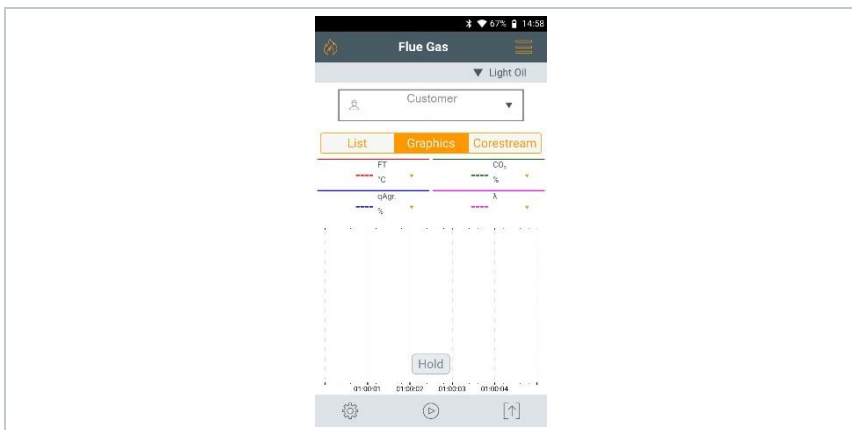 67% 14:58
Flue Gas
Light Oil
Customer
List Graphics Corestream
FT CO₂
---- °C ---- %
qAgr. λ
---- % ----
Hold
01:00:01 01:00:02 01:00:03 01:00:04